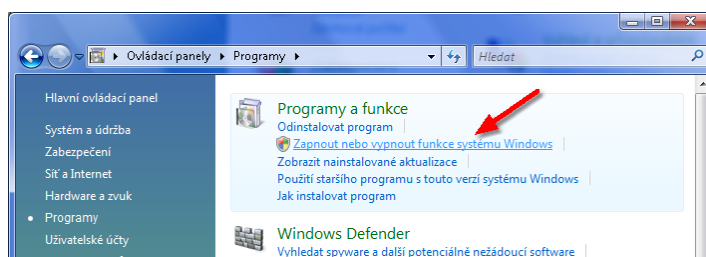 Ovládací panely ▸ Programy ▸
Hledat
Hlavní ovládací panel
Systém a údržba
Zabezpečení
Síť a Internet
Hardware a zvuk
Programy
Uživatelské účty
Programy a funkce
Odinstalovat program
Zapnout nebo vypnout funkce systému Windows
Zobrazit nainstalované aktualizace
Použití staršího programu s touto verzí systému Windows
Jak instalovat program
Windows Defender
Vyhledat spyware a další potenciálně nežádoucí software